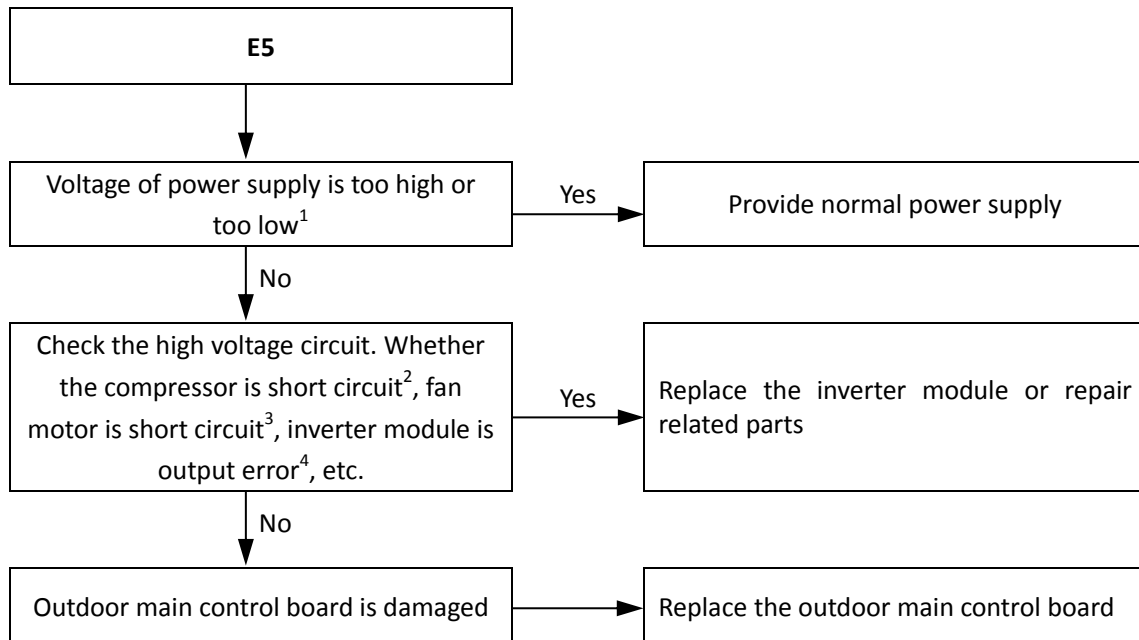 E5
Voltage of power supply is too high or
too low1
Yes
Provide normal power supply
No
Check the high voltage circuit. Whether
the compressor is short circuit2, fan
motor is short circuit3, inverter module is
output error4, etc.
Yes
Replace the inverter module or repair
related parts
No
Outdoor main control board is damaged
Replace the outdoor main control board